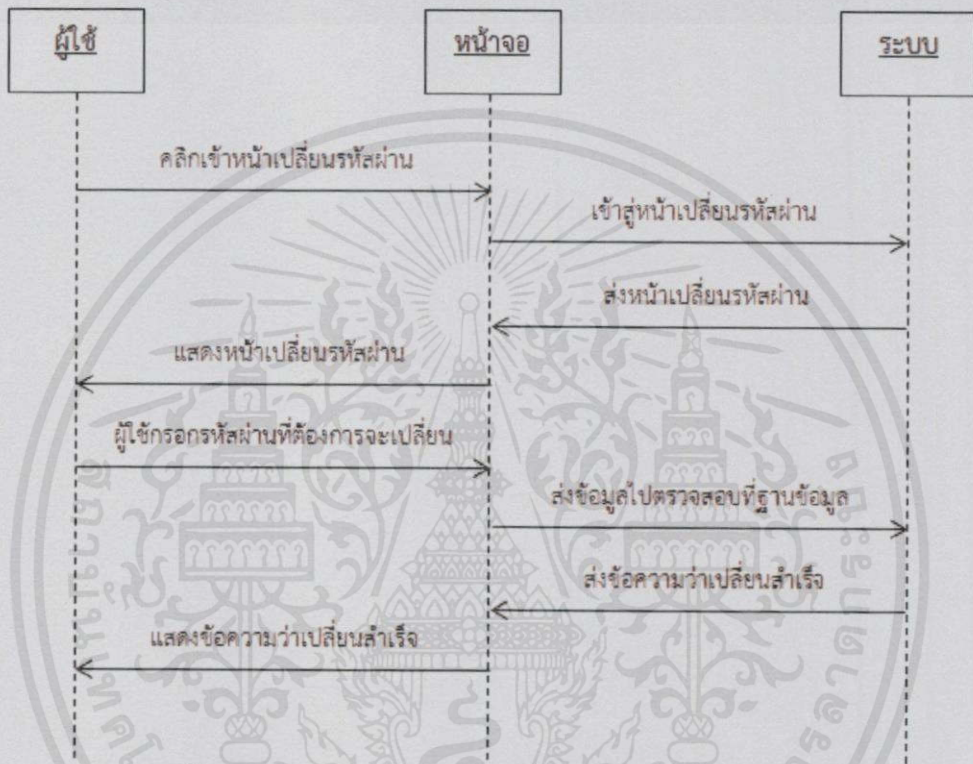 ผู้ใช้
หน้าจอ
ระบบ
คลิกเข้าหน้าเปลี่ยนรหัสผ่าน
เข้าสู่หน้าเปลี่ยนรหัสผ่าน
ส่งหน้าเปลี่ยนรหัสผ่าน
แสดงหน้าเปลี่ยนรหัสผ่าน
ผู้ใช้กรอกรหัสผ่านที่ต้องการจะเปลี่ยน
ส่งข้อมูลไปตรวจสอบที่ฐานข้อมูล
ส่งข้อความว่าเปลี่ยนสำเร็จ
แสดงข้อความว่าเปลี่ยนสำเร็จ